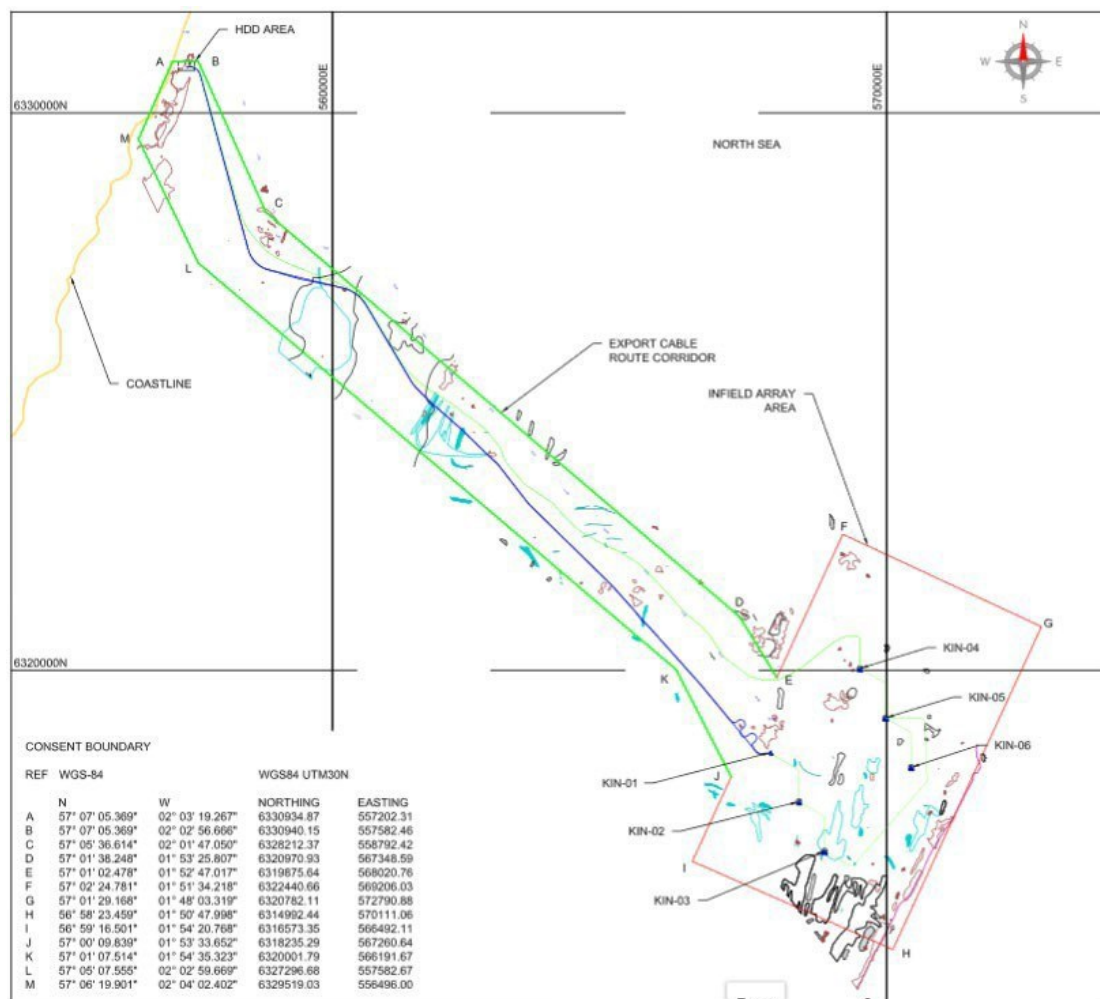 HDD AREA
A
B
N
W
E
S
560000E
570000E
6330000N
M
NORTH SEA
C
L
COASTLINE
EXPORT CABLE
ROUTE CORRIDOR
INFIELD ARRAY
AREA
F
D
G
6320000N
K
E
KIN-04
KIN-05
KIN-06
KIN-01
J
KIN-02
I
KIN-03
H
CONSENT BOUNDARY
REF WGS-84 WGS84 UTM30N
N W NORTHING EASTING
A 57° 07' 05.369" 02° 03' 19.267" 6330934.87 557202.31
B 57° 07' 05.369" 02° 02' 56.666" 6330940.15 557582.46
C 57° 05' 36.614" 02° 01' 47.050" 6328212.37 558792.42
D 57° 01' 38.248" 01° 53' 25.807" 6320970.93 567348.59
E 57° 01' 02.478" 01° 52' 47.017" 6319875.64 568020.76
F 57° 02' 24.781" 01° 51' 34.218" 6322440.66 569206.03
G 57° 01' 29.168" 01° 48' 03.319" 6320782.11 572790.88
H 56° 58' 23.459" 01° 50' 47.998" 6314992.44 570111.06
I 56° 59' 16.501" 01° 54' 20.768" 6316573.35 566492.11
J 57° 00' 09.839" 01° 53' 33.652" 6318235.29 567260.64
K 57° 01' 07.514" 01° 54' 35.323" 6320001.79 566191.67
L 57° 05' 07.555" 02° 02' 59.669" 6327296.68 557582.67
M 57° 06' 19.901" 02° 04' 02.402" 6329519.03 556496.00